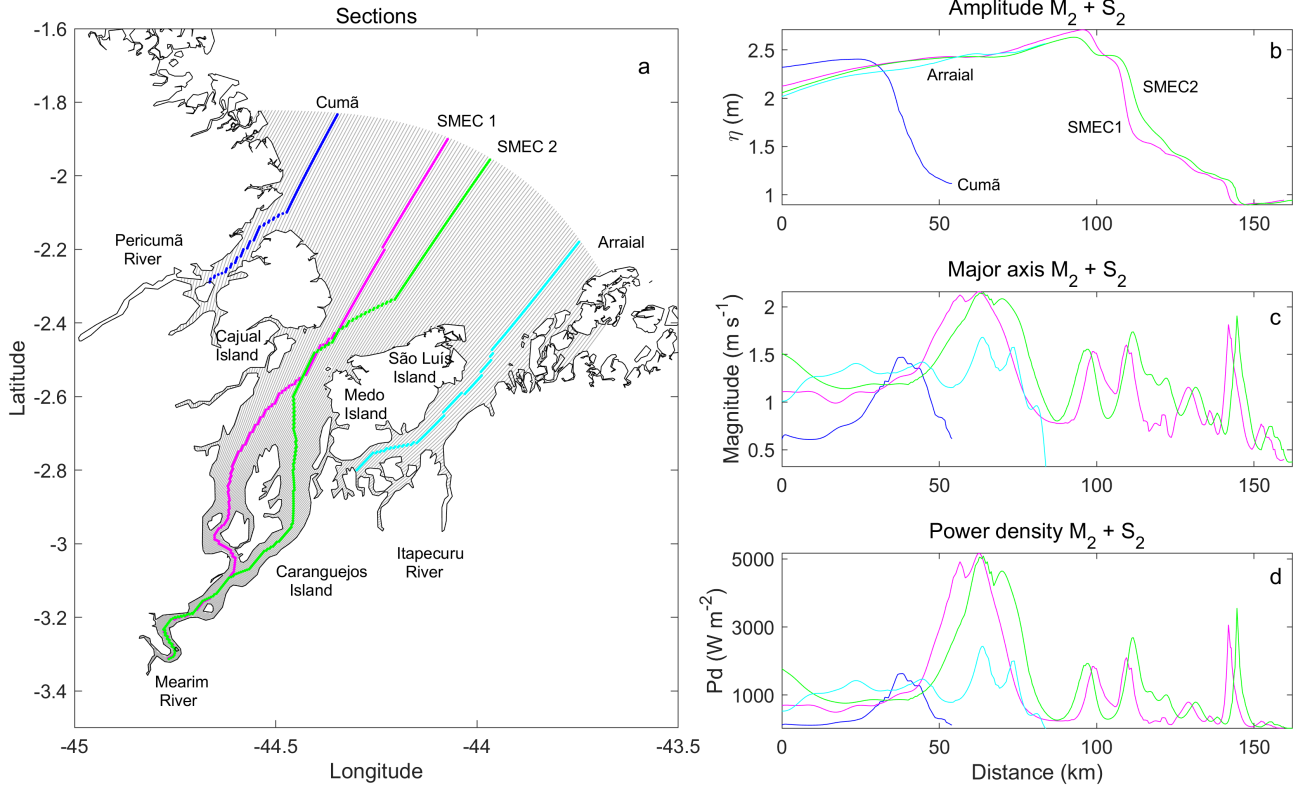 Sections
a
-1.6
-1.8
-2
-2.2
-2.4
-2.6
-2.8
-3
-3.2
-3.4
Latitude
Cumã
SMEC 1
SMEC 2
Arraial
Pericumã
River
Cajual
Island
São Luís
Island
Medo
Island
Itapecuru
River
Caranguejos
Island
Mearim
River
-45
-44.5
-44
-43.5
Longitude
Amplitude M₂ + S₂
b
2.5
2
1.5
1
η (m)
Arraial
SMEC2
SMEC1
Cumã
0
50
100
150
Major axis M₂ + S₂
c
2
1.5
1
0.5
Magnitude (m s⁻¹)
0
50
100
150
Power density M₂ + S₂
d
5000
3000
1000
Pd (W m⁻²)
0
50
100
150
Distance (km)